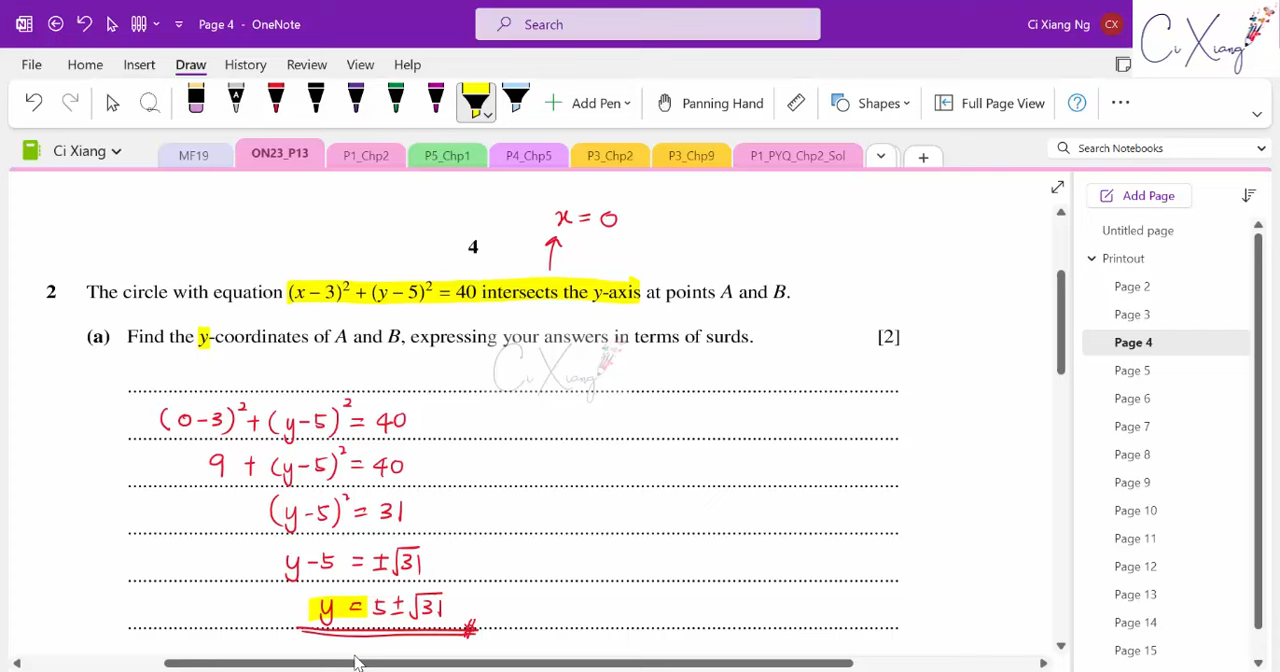 Page 4 - OneNote
Search
Ci Xiang Ng
CX
Ci Xiang
File Home Insert Draw History Review View Help
A
Add Pen
Panning Hand
Shapes
Full Page View
?
Ci Xiang
MF19
ON23_P13
P1_Chp2
P5_Chp1
P4_Chp5
P3_Chp2
P3_Chp9
P1_PYQ_Chp2_Sol
+
Search Notebooks
Add Page
Untitled page
Printout
Page 2
Page 3
Page 4
Page 5
Page 6
Page 7
Page 8
Page 9
Page 10
Page 11
Page 12
Page 13
Page 14
Page 15
x = 0
4
2 The circle with equation (x − 3)² + (y − 5)² = 40 intersects the y-axis at points A and B.
(a) Find the y-coordinates of A and B, expressing your answers in terms of surds. [2]
Ci Xiang
(0-3)² + (y-5)² = 40
9 + (y-5)² = 40
(y-5)² = 31
y-5 = ±√31
y = 5±√31